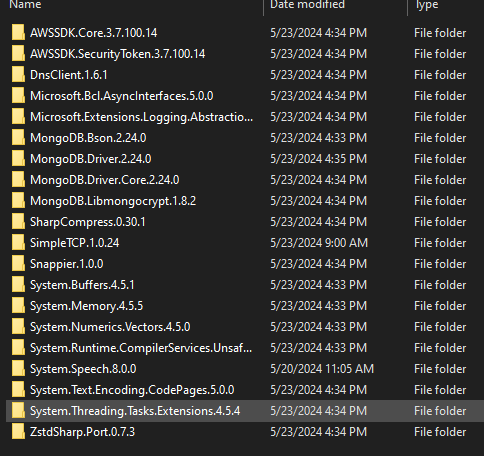 Name Date modified Type
AWSSDK.Core.3.7.100.14 5/23/2024 4:34 PM File folder
AWSSDK.SecurityToken.3.7.100.14 5/23/2024 4:34 PM File folder
DnsClient.1.6.1 5/23/2024 4:34 PM File folder
Microsoft.Bcl.AsyncInterfaces.5.0.0 5/23/2024 4:34 PM File folder
Microsoft.Extensions.Logging.Abstractio... 5/23/2024 4:34 PM File folder
MongoDB.Bson.2.24.0 5/23/2024 4:33 PM File folder
MongoDB.Driver.2.24.0 5/23/2024 4:35 PM File folder
MongoDB.Driver.Core.2.24.0 5/23/2024 4:34 PM File folder
MongoDB.Libmongocrypt.1.8.2 5/23/2024 4:34 PM File folder
SharpCompress.0.30.1 5/23/2024 4:34 PM File folder
SimpleTCP.1.0.24 5/23/2024 9:00 AM File folder
Snappier.1.0.0 5/23/2024 4:34 PM File folder
System.Buffers.4.5.1 5/23/2024 4:33 PM File folder
System.Memory.4.5.5 5/23/2024 4:33 PM File folder
System.Numerics.Vectors.4.5.0 5/23/2024 4:33 PM File folder
System.Runtime.CompilerServices.Unsaf... 5/23/2024 4:33 PM File folder
System.Speech.8.0.0 5/20/2024 11:05 AM File folder
System.Text.Encoding.CodePages.5.0.0 5/23/2024 4:34 PM File folder
System.Threading.Tasks.Extensions.4.5.4 5/23/2024 4:34 PM File folder
ZstdSharp.Port.0.7.3 5/23/2024 4:34 PM File folder